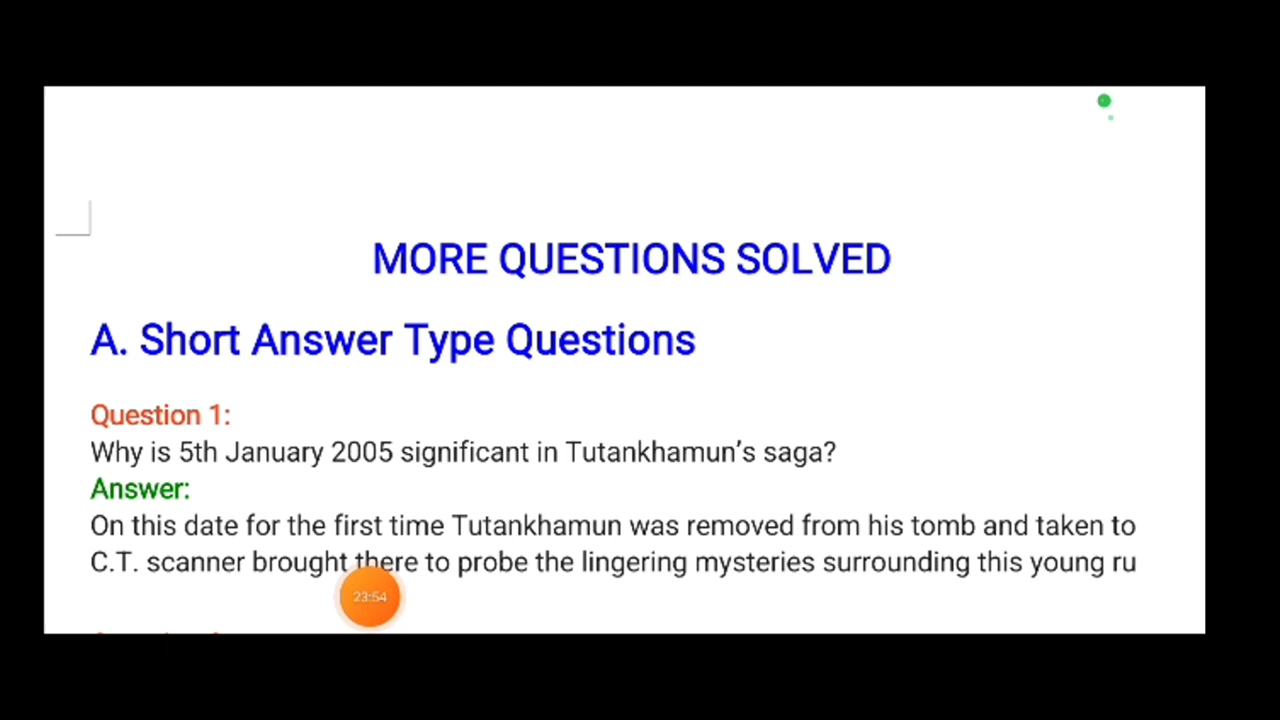 MORE QUESTIONS SOLVED
A. Short Answer Type Questions
Question 1:
Why is 5th January 2005 significant in Tutankhamun’s saga?
Answer:
On this date for the first time Tutankhamun was removed from his tomb and taken to
C.T. scanner brought there to probe the lingering mysteries surrounding this young ru
23:54